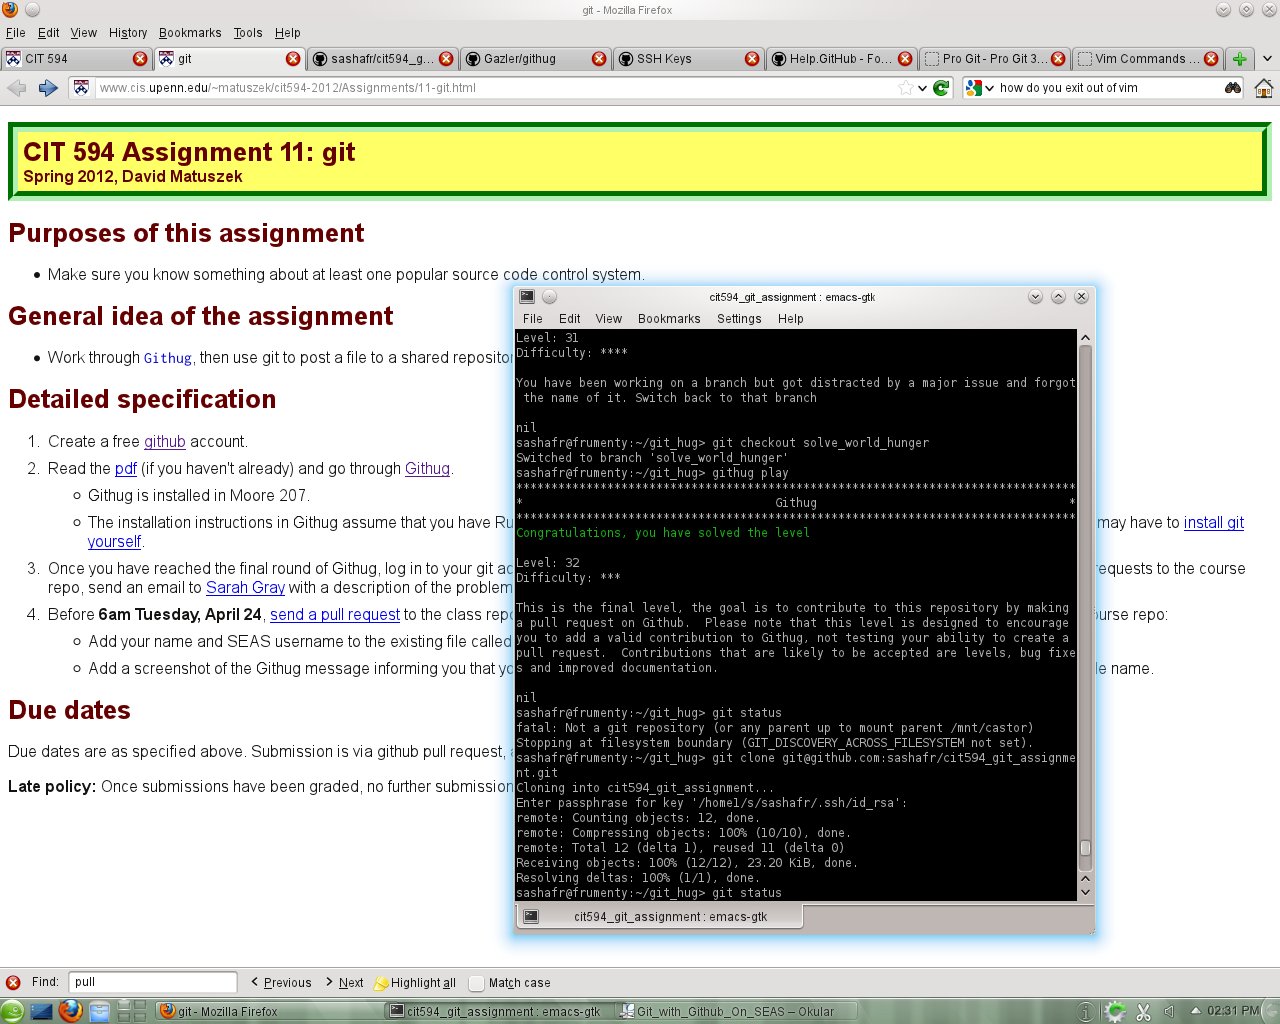 git - Mozilla Firefox
File Edit View History Bookmarks Tools Help
CIT 594
git
sashafr/cit594_g...
Gazler/githug
SSH Keys
Help.GitHub - Fo...
Pro Git - Pro Git 3...
Vim Commands ...
www.cis.upenn.edu/~matuszek/cit594-2012/Assignments/11-git.html
how do you exit out of vim
CIT 594 Assignment 11: git
Spring 2012, David Matuszek
Purposes of this assignment
Make sure you know something about at least one popular source code control system.
General idea of the assignment
Work through Githug, then use git to post a file to a shared reposito
Detailed specification
1. Create a free github account.
2. Read the pdf (if you haven't already) and go through Githug.
Githug is installed in Moore 207.
The installation instructions in Githug assume that you have Ru
may have to install git
yourself.
3. Once you have reached the final round of Githug, log in to your git ac
requests to the course
repo, send an email to Sarah Gray with a description of the problem
4. Before 6am Tuesday, April 24, send a pull request to the class repo
urse repo:
Add your name and SEAS username to the existing file called
Add a screenshot of the Githug message informing you that yo
le name.
Due dates
Due dates are as specified above. Submission is via github pull request,
Late policy: Once submissions have been graded, no further submission
cit594_git_assignment : emacs-gtk
File Edit View Bookmarks Settings Help
Level: 31
Difficulty: ****
You have been working on a branch but got distracted by a major issue and forgot
the name of it. Switch back to that branch
nil
sashafr@frumenty:~/git_hug> git checkout solve_world_hunger
Switched to branch 'solve_world_hunger'
sashafr@frumenty:~/git_hug> githug play
********************************************************************************
* Githug *
********************************************************************************
Congratulations, you have solved the level
Level: 32
Difficulty: ***
This is the final level, the goal is to contribute to this repository by making
a pull request on Github.  Please note that this level is designed to encourage
you to add a valid contribution to Githug, not testing your ability to create a
pull request.  Contributions that are likely to be accepted are levels, bug fixe
s and improved documentation.
nil
sashafr@frumenty:~/git_hug> git status
fatal: Not a git repository (or any parent up to mount parent /mnt/castor)
Stopping at filesystem boundary (GIT_DISCOVERY_ACROSS_FILESYSTEM not set).
sashafr@frumenty:~/git_hug> git clone git@github.com:sashafr/cit594_git_assignme
nt.git
Cloning into cit594_git_assignment...
Enter passphrase for key '/home1/s/sashafr/.ssh/id_rsa':
remote: Counting objects: 12, done.
remote: Compressing objects: 100% (10/10), done.
remote: Total 12 (delta 1), reused 11 (delta 0)
Receiving objects: 100% (12/12), 23.20 KiB, done.
Resolving deltas: 100% (1/1), done.
sashafr@frumenty:~/git_hug> git status
cit594_git_assignment : emacs-gtk
Find: pull Previous Next Highlight all Match case
git - Mozilla Firefox
cit594_git_assignment : emacs-gtk
Git_with_Github_On_SEAS – Okular
02:31 PM